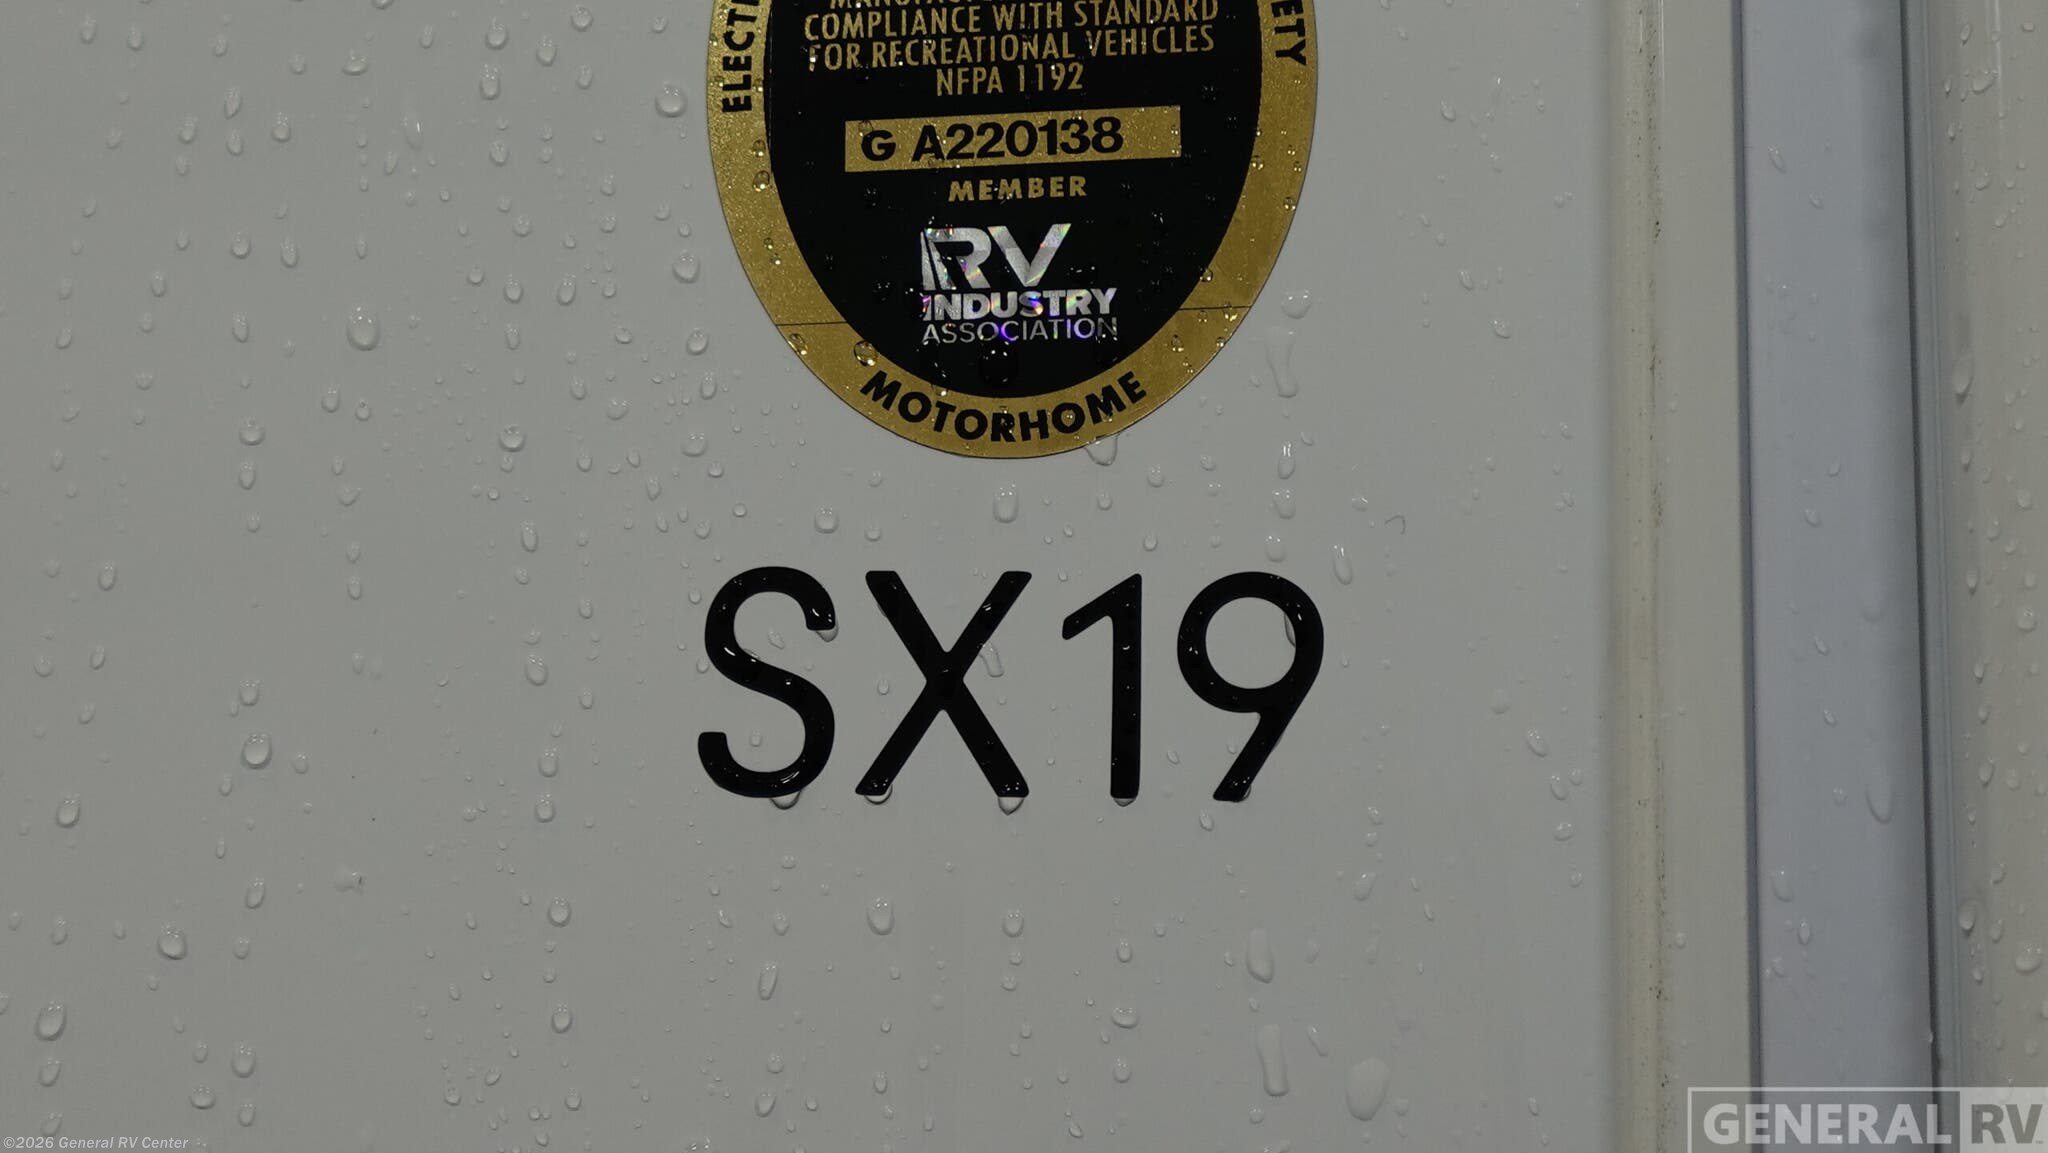 COMPLIANCE WITH STANDARD
FOR RECREATIONAL VEHICLES
NFPA 1192
G A220138
MEMBER
RV
INDUSTRY
ASSOCIATION
MOTORHOME
SX19
©2026 General RV Center
GENERAL RV